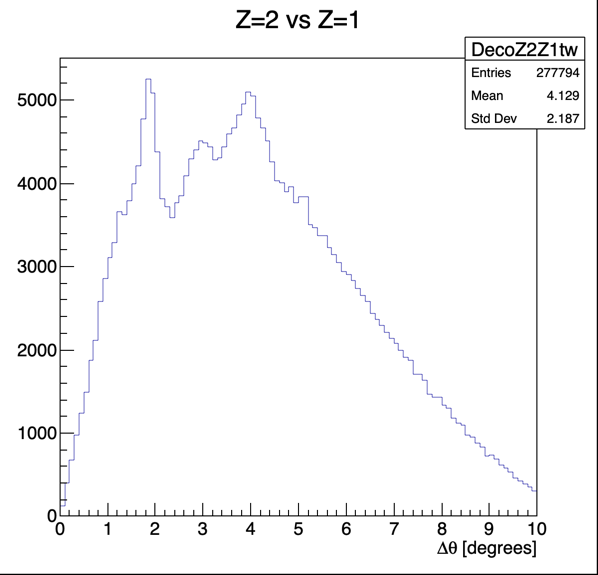 Z=2 vs Z=1
DecoZ2Z1tw
Entries 277794
Mean 4.129
Std Dev 2.187
5000
4000
3000
2000
1000
0
0 1 2 3 4 5 6 7 8 9 10
Δθ [degrees]